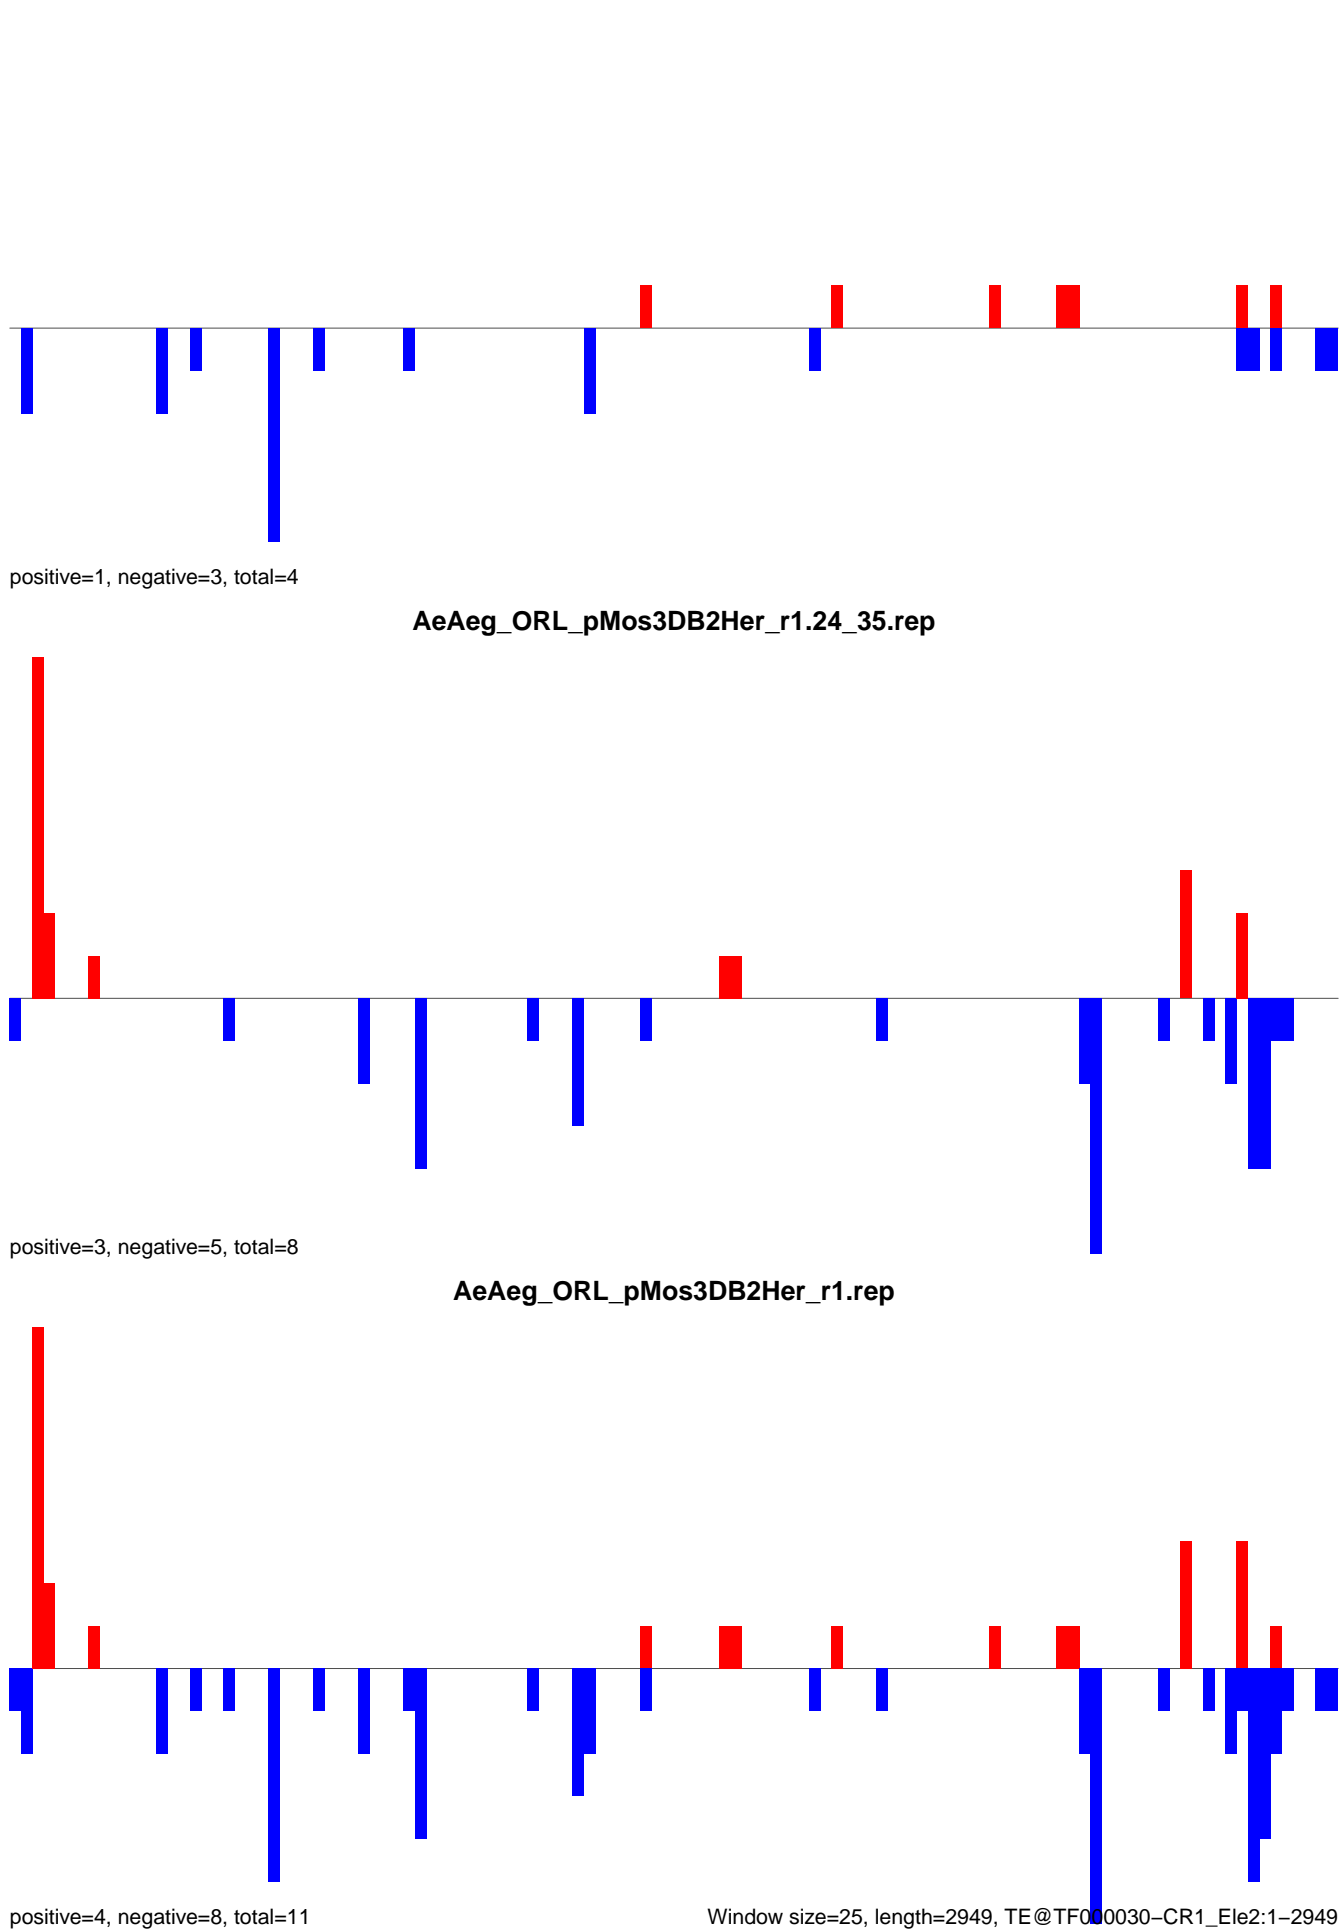 positive=1, negative=3, total=4
AeAeg_ORL_pMos3DB2Her_r1.24_35.rep
positive=3, negative=5, total=8
AeAeg_ORL_pMos3DB2Her_r1.rep
positive=4, negative=8, total=11
Window size=25, length=2949, TE@TF000030−CR1_Ele2:1−2949